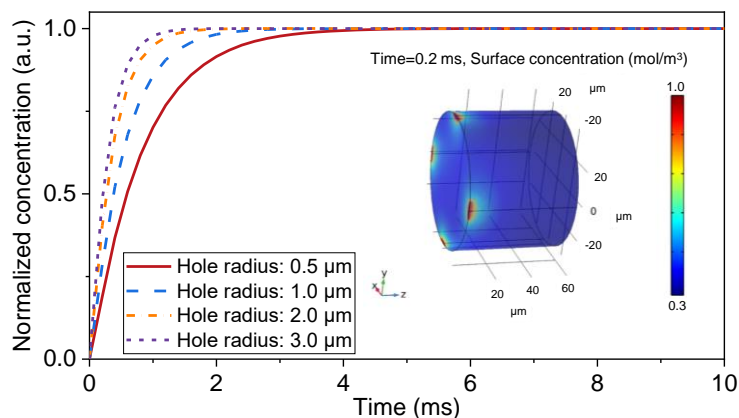 Normalized concentration (a.u.)
1.0
0.5
0.0
Time=0.2 ms, Surface concentration (mol/m³)
1.0
0.3
20
µm
-20
20
0
µm
-20
60
40
20
µm
y
x
z
Hole radius: 0.5 µm
Hole radius: 1.0 µm
Hole radius: 2.0 µm
Hole radius: 3.0 µm
0
2
4
6
8
10
Time (ms)